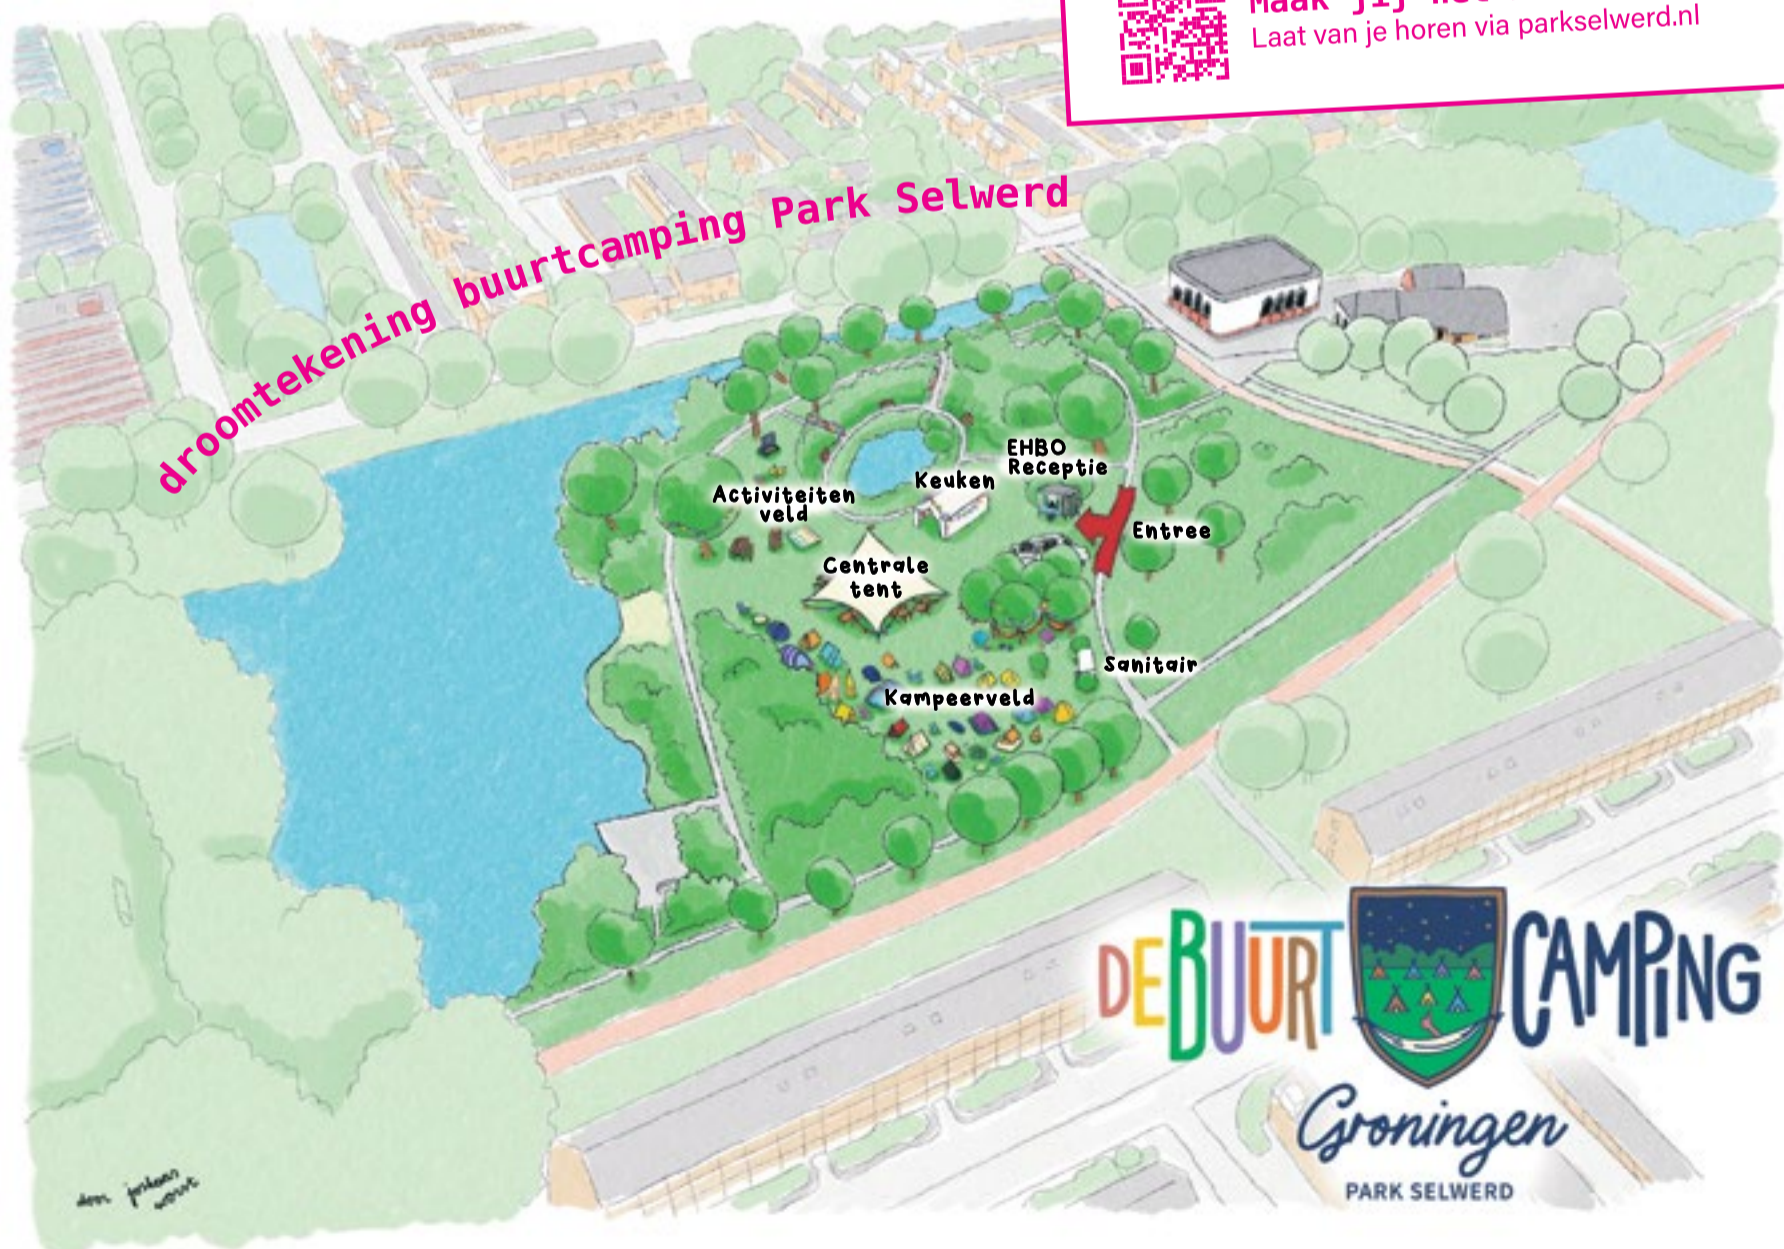 Laat van je horen via parkselwerd.nl
droomtekening buurtcamping Park Selwerd
EHBO
Receptie
Keuken
Activiteiten
veld
Entree
Centrale
tent
Sanitair
Kampeerveld
DE BUURT CAMPING
Groningen
PARK SELWERD
door